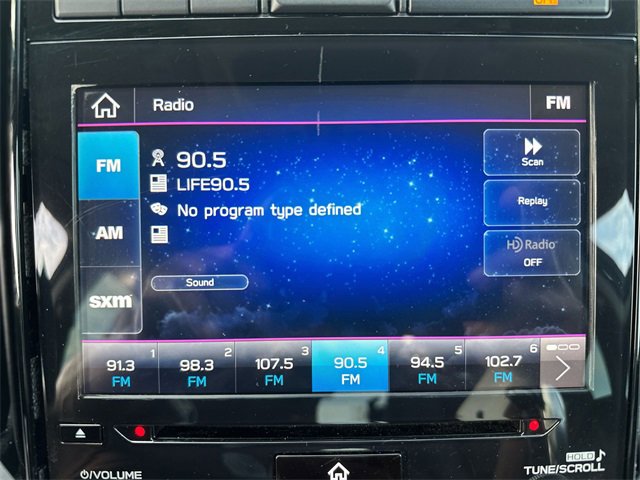 OFF
Radio
FM
FM
90.5
Scan
LIFE90.5
Replay
No program type defined
AM
HD Radio
OFF
sxm
Sound
1
91.3
FM
2
98.3
FM
3
107.5
FM
4
90.5
FM
5
94.5
FM
6
102.7
FM
HOLD
VOLUME
TUNE/SCROLL